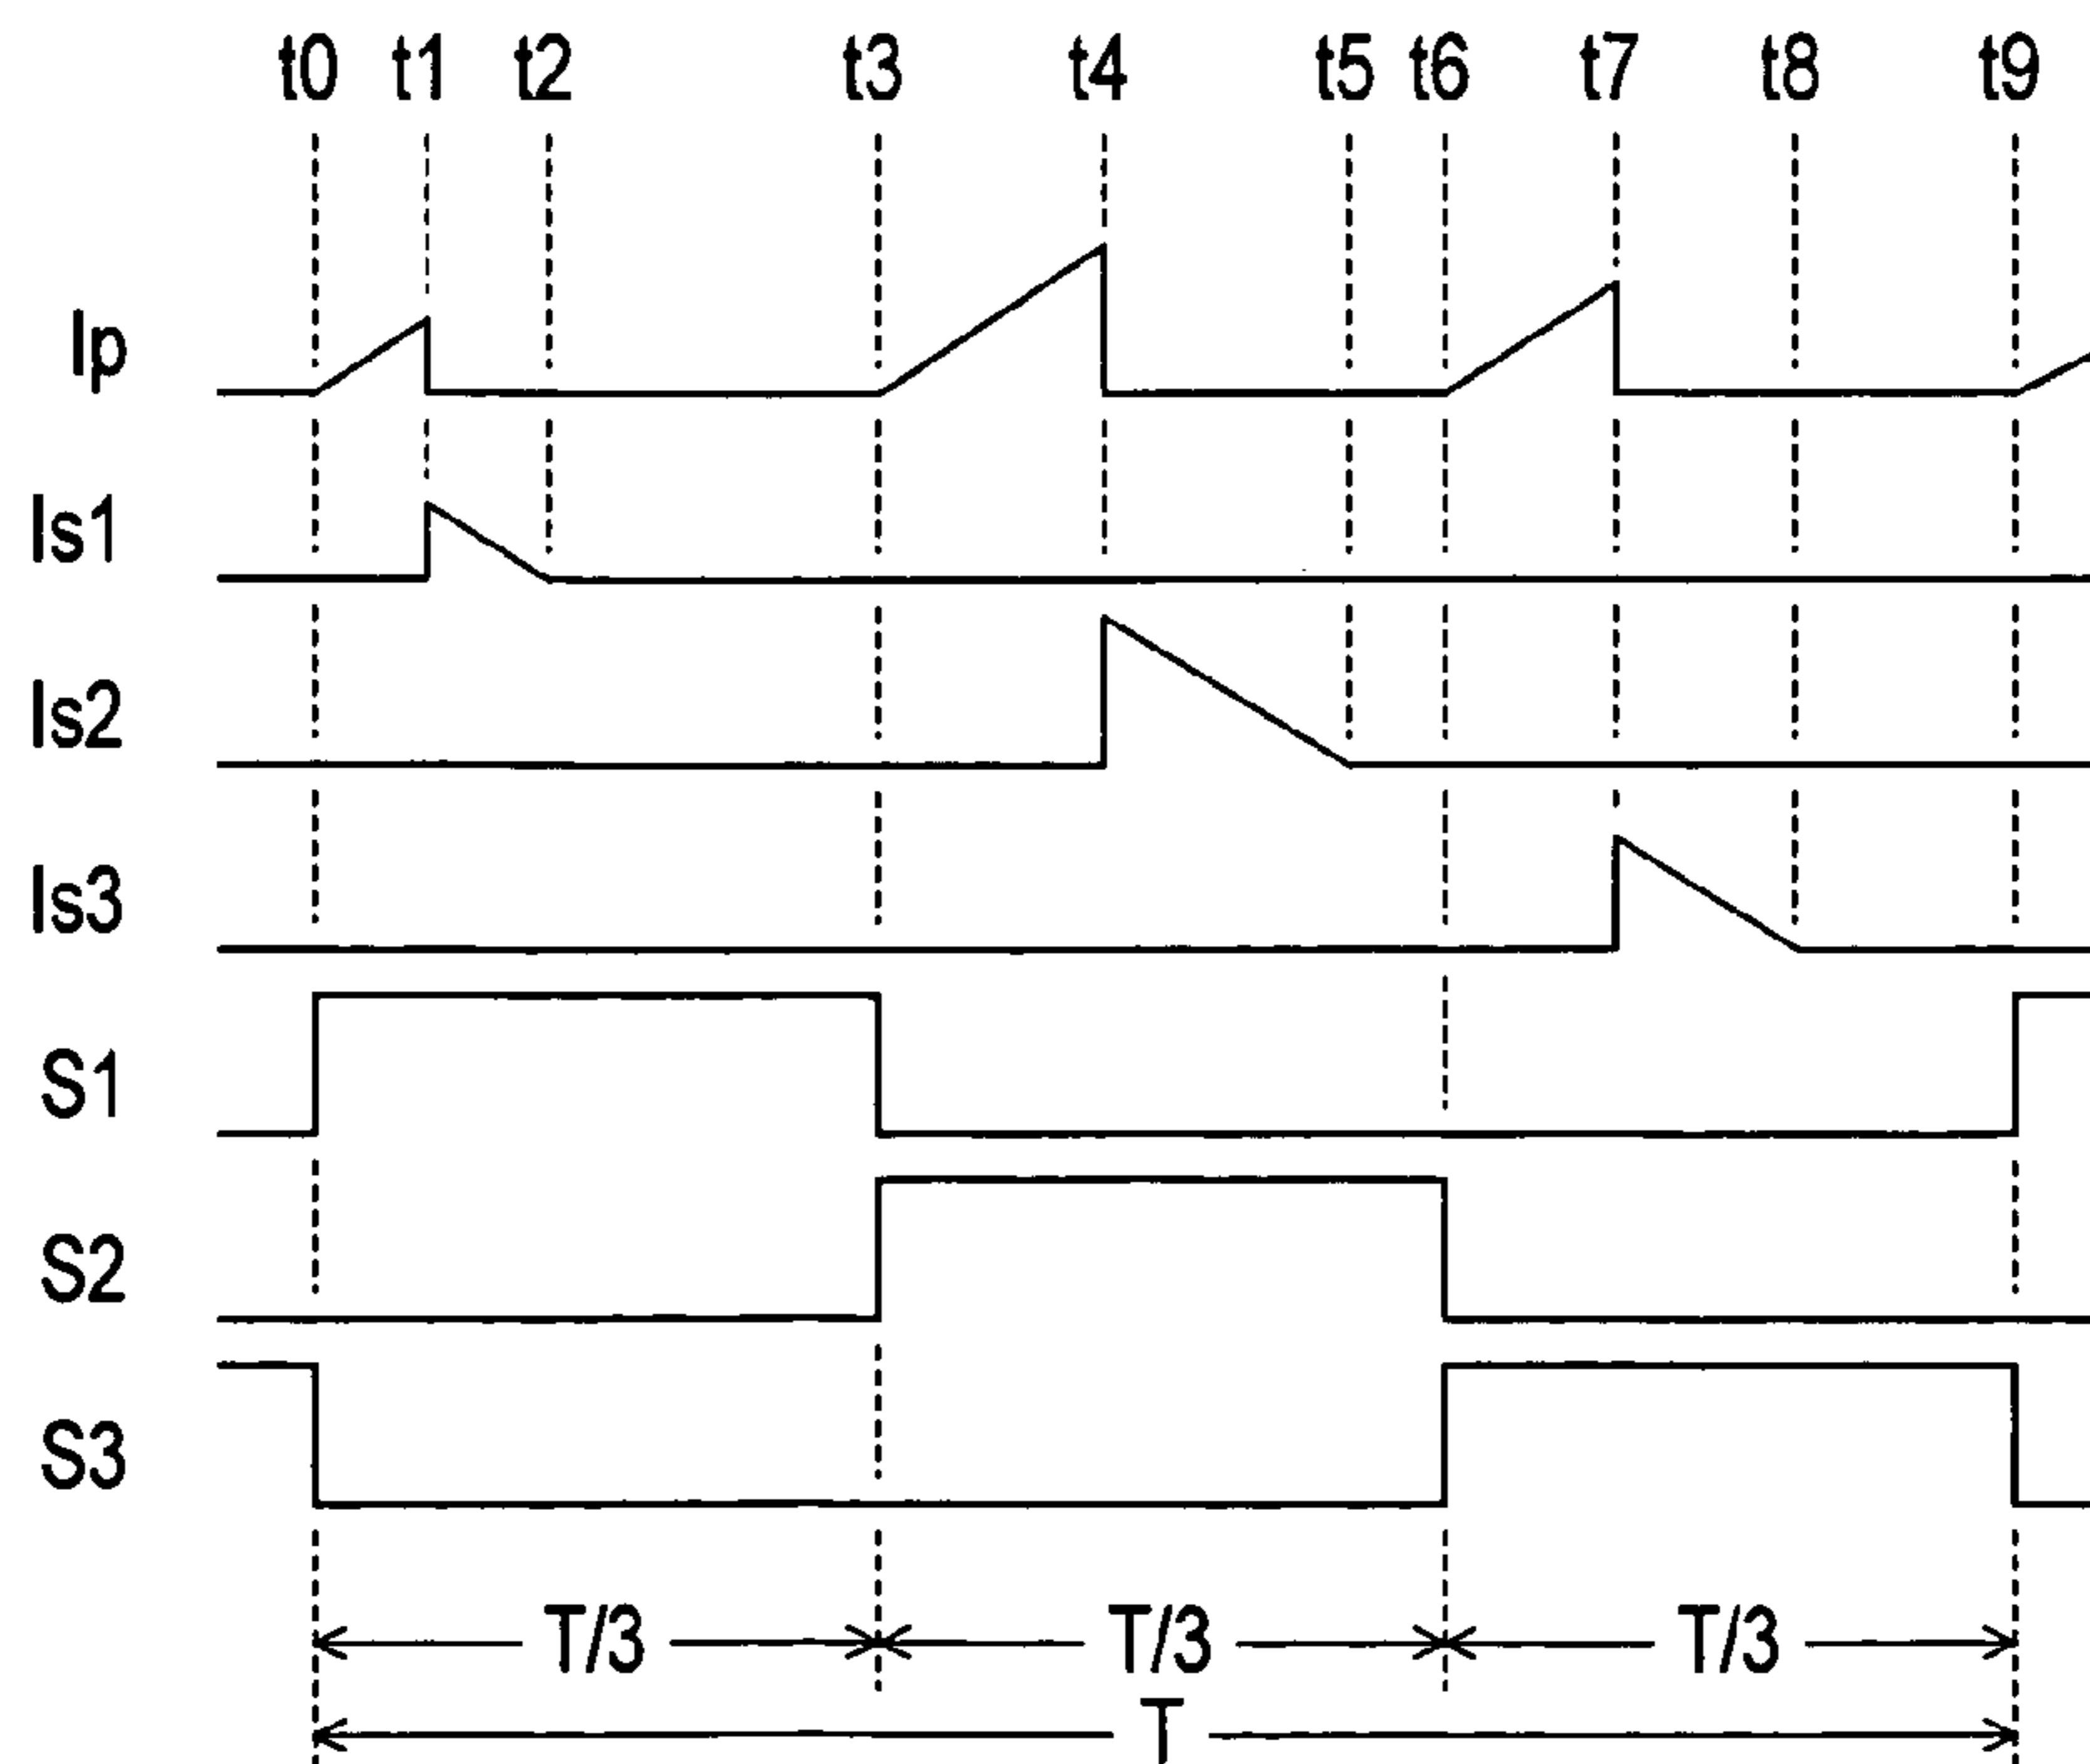 t0 t1 t2 t3 t4 t5 t6 t7 t8 t9
Ip
Is1
Is2
Is3
S1
S2
S3
T/3 T/3 T/3
T